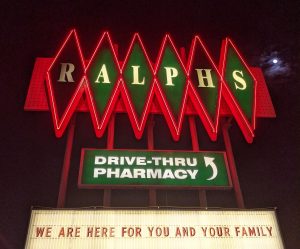 RALPHS
DRIVE-THRU
PHARMACY
WE ARE HERE FOR YOU AND YOUR FAMILY